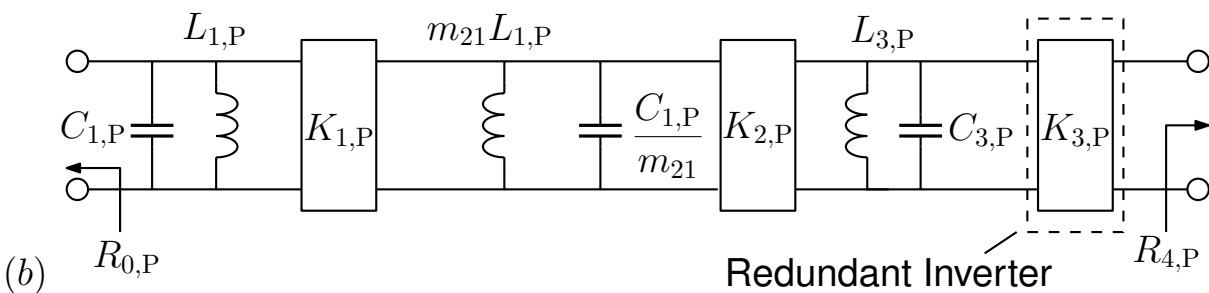 L1,P m21L1,P L3,P
C1,P K1,P C1,P/m21 K2,P C3,P K3,P
R0,P R4,P
(b) Redundant Inverter